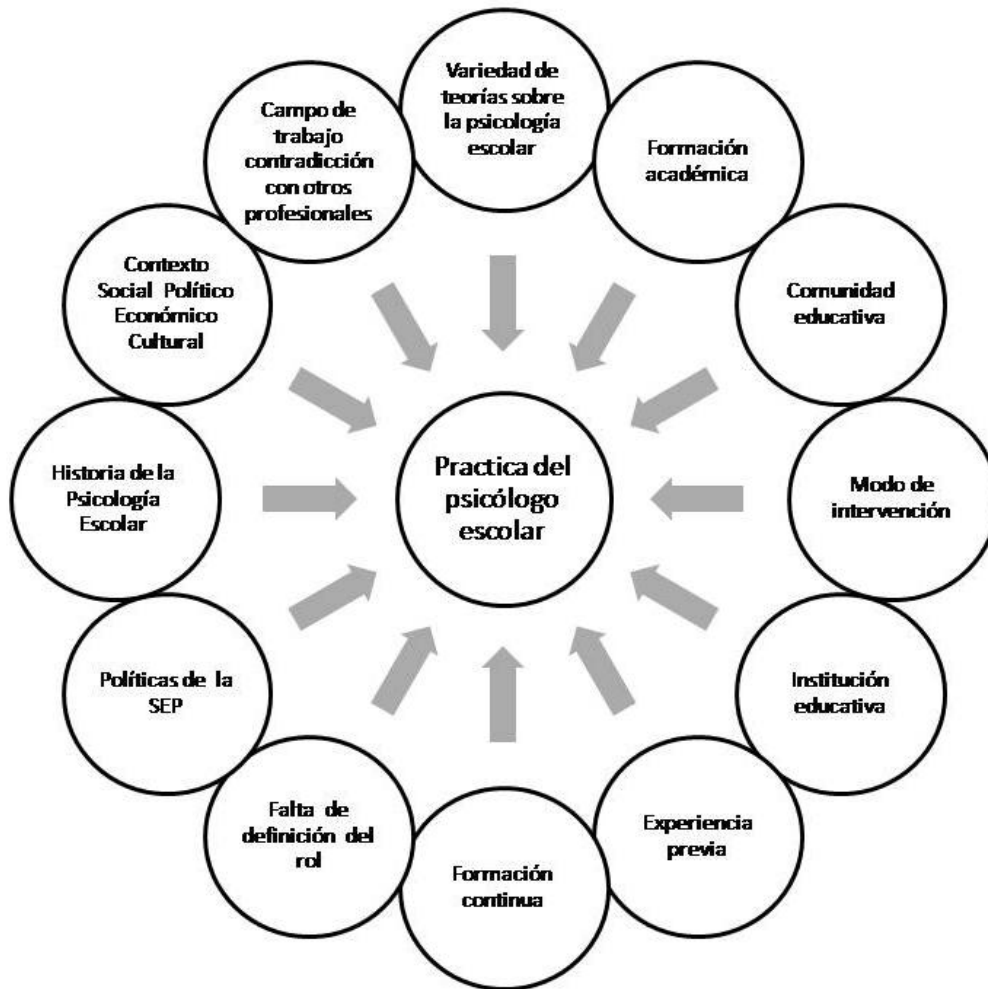 Variedad de
teorías sobre
la psicología
escolar
Formación
académica
Comunidad
educativa
Modo de
intervención
Institución
educativa
Experiencia
previa
Formación
continua
Falta de
definición del
rol
Políticas de la
SEP
Historia de la
Psicología
Escolar
Contexto
Social Político
Económico
Cultural
Campo de
trabajo
contradicción
con otros
profesionales
Practica del
psicólogo
escolar